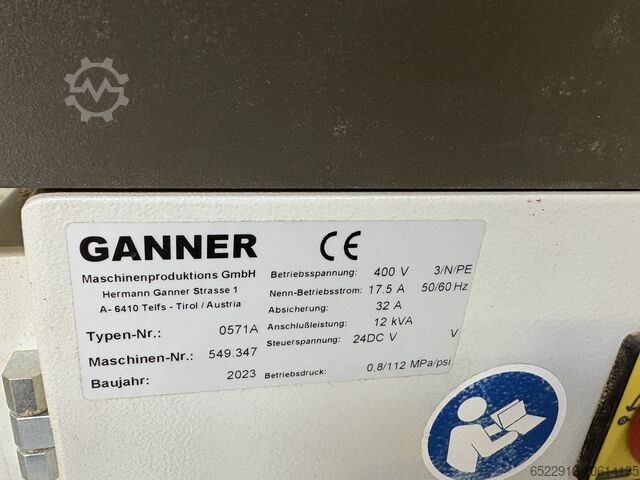 GANNER CE
Maschinenproduktions GmbH
Hermann Ganner Strasse 1
A- 6410 Telfs - Tirol / Austria
Typen-Nr.: 0571A
Maschinen-Nr.: 549.347
Baujahr: 2023
Betriebsspannung: 400 V 3/N/PE
Nenn-Betriebsstrom: 17.5 A 50/60 Hz
Absicherung: 32 A
Anschlußleistung: 12 kVA
Steuerspannung: 24DC V V
Betriebsdruck: 0,8/112 MPa/psi